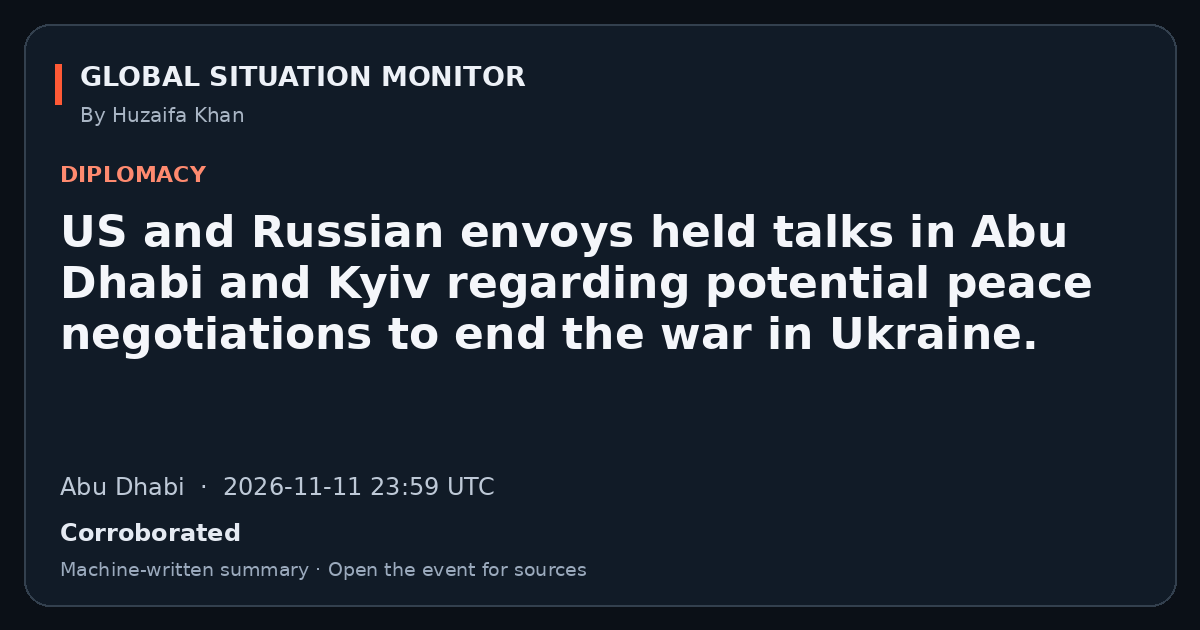 GLOBAL SITUATION MONITOR
By Huzaifa Khan
DIPLOMACY
US and Russian envoys held talks in Abu
Dhabi and Kyiv regarding potential peace
negotiations to end the war in Ukraine.
Abu Dhabi · 2026-11-11 23:59 UTC
Corroborated
Machine-written summary · Open the event for sources